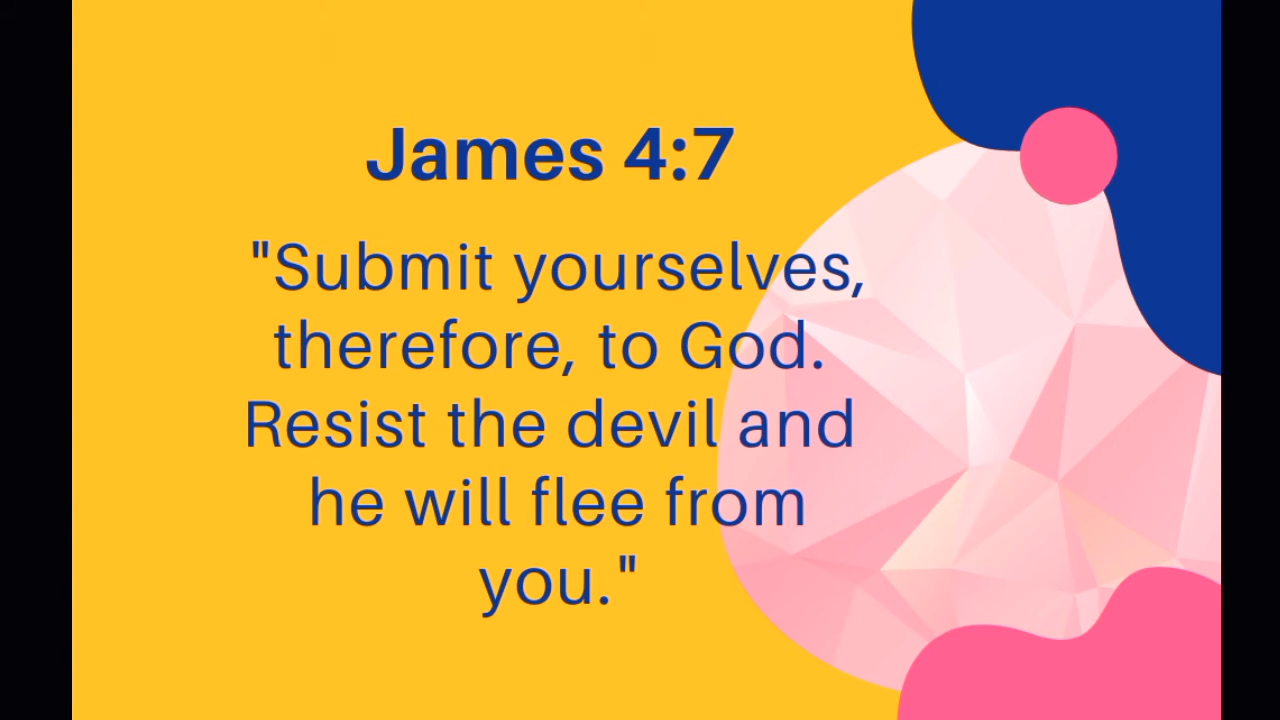 James 4:7
"Submit yourselves,
therefore, to God.
Resist the devil and
he will flee from
you."